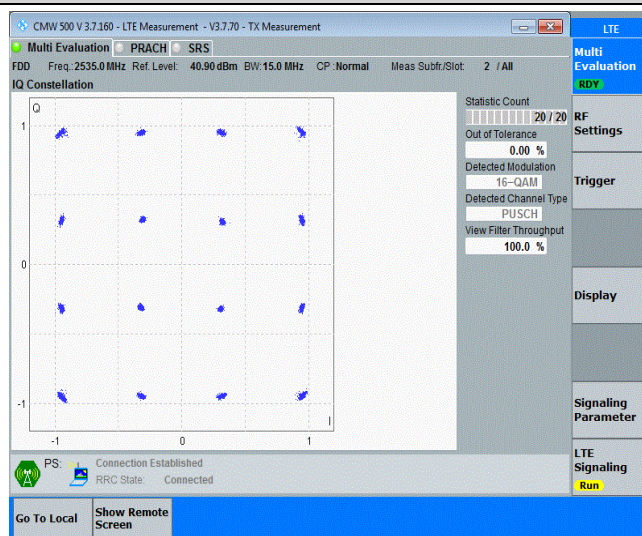 CMW 500 V 3.7.160 - LTE Measurement - V3.7.70 - TX Measurement
LTE
Multi Evaluation PRACH SRS
FDD Freq.: 2535.0 MHz Ref. Level: 40.90 dBm BW: 15.0 MHz CP : Normal Meas Subfr./Slot: 2 / All
IQ Constellation
Q
1
0
-1
-1 0 1
I
Statistic Count
20 / 20
Out of Tolerance
0.00 %
Detected Modulation
16-QAM
Detected Channel Type
PUSCH
View Filter Throughput
100.0 %
Multi
Evaluation
RDY
RF
Settings
Trigger
Display
Signaling
Parameter
LTE
Signaling
Run
PS: Connection Established
RRC State: Connected
Go To Local
Show Remote
Screen